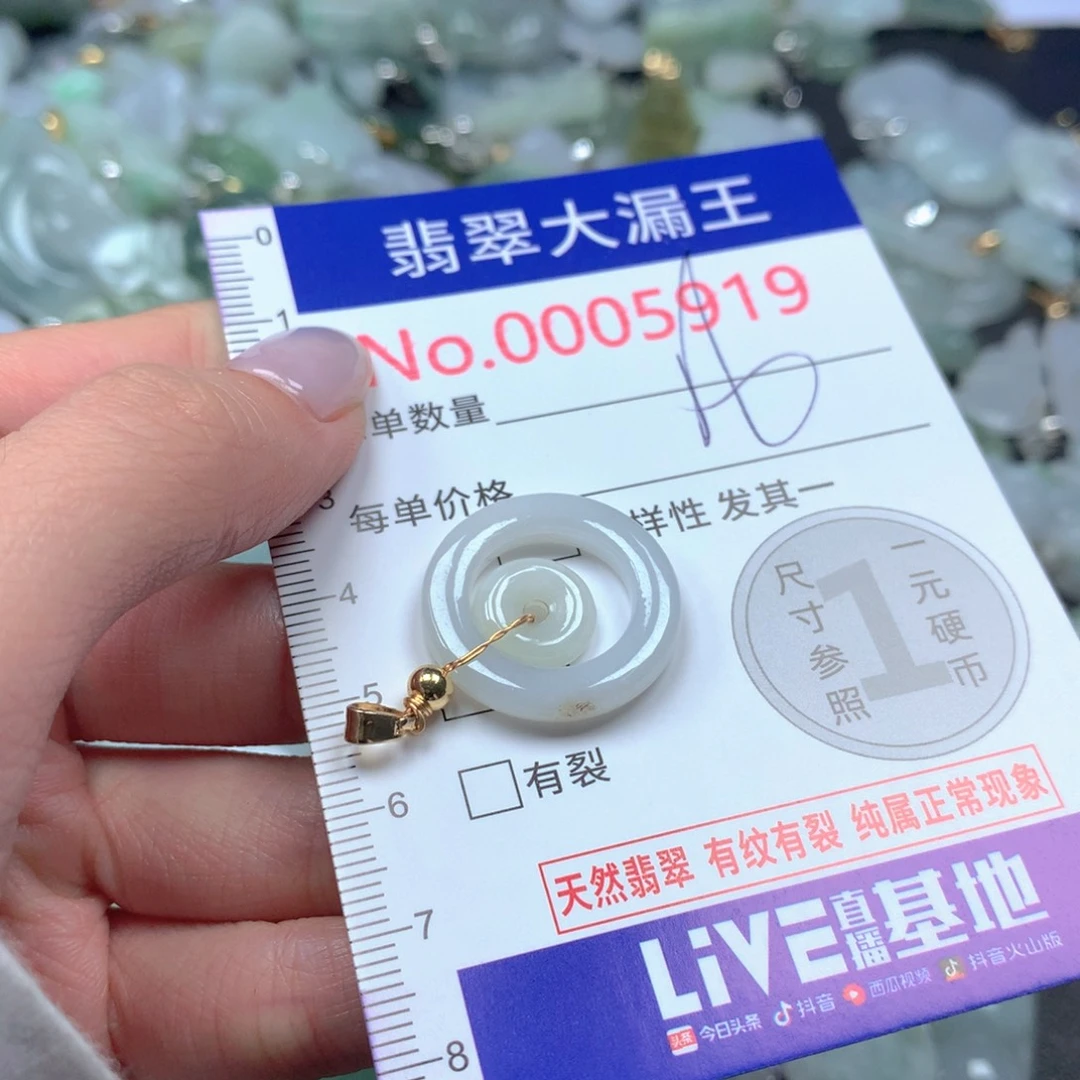 翡翠大漏王
No.0005919
单数量
每单价格
样性 发其一
有裂
尺寸参照
1
一元硬币
天然翡翠 有纹有裂 纯属正常现象
LiVE直播基地
头条 今日头条 抖音 西瓜视频 抖音火山版
0
1
3
4
5
6
7
8